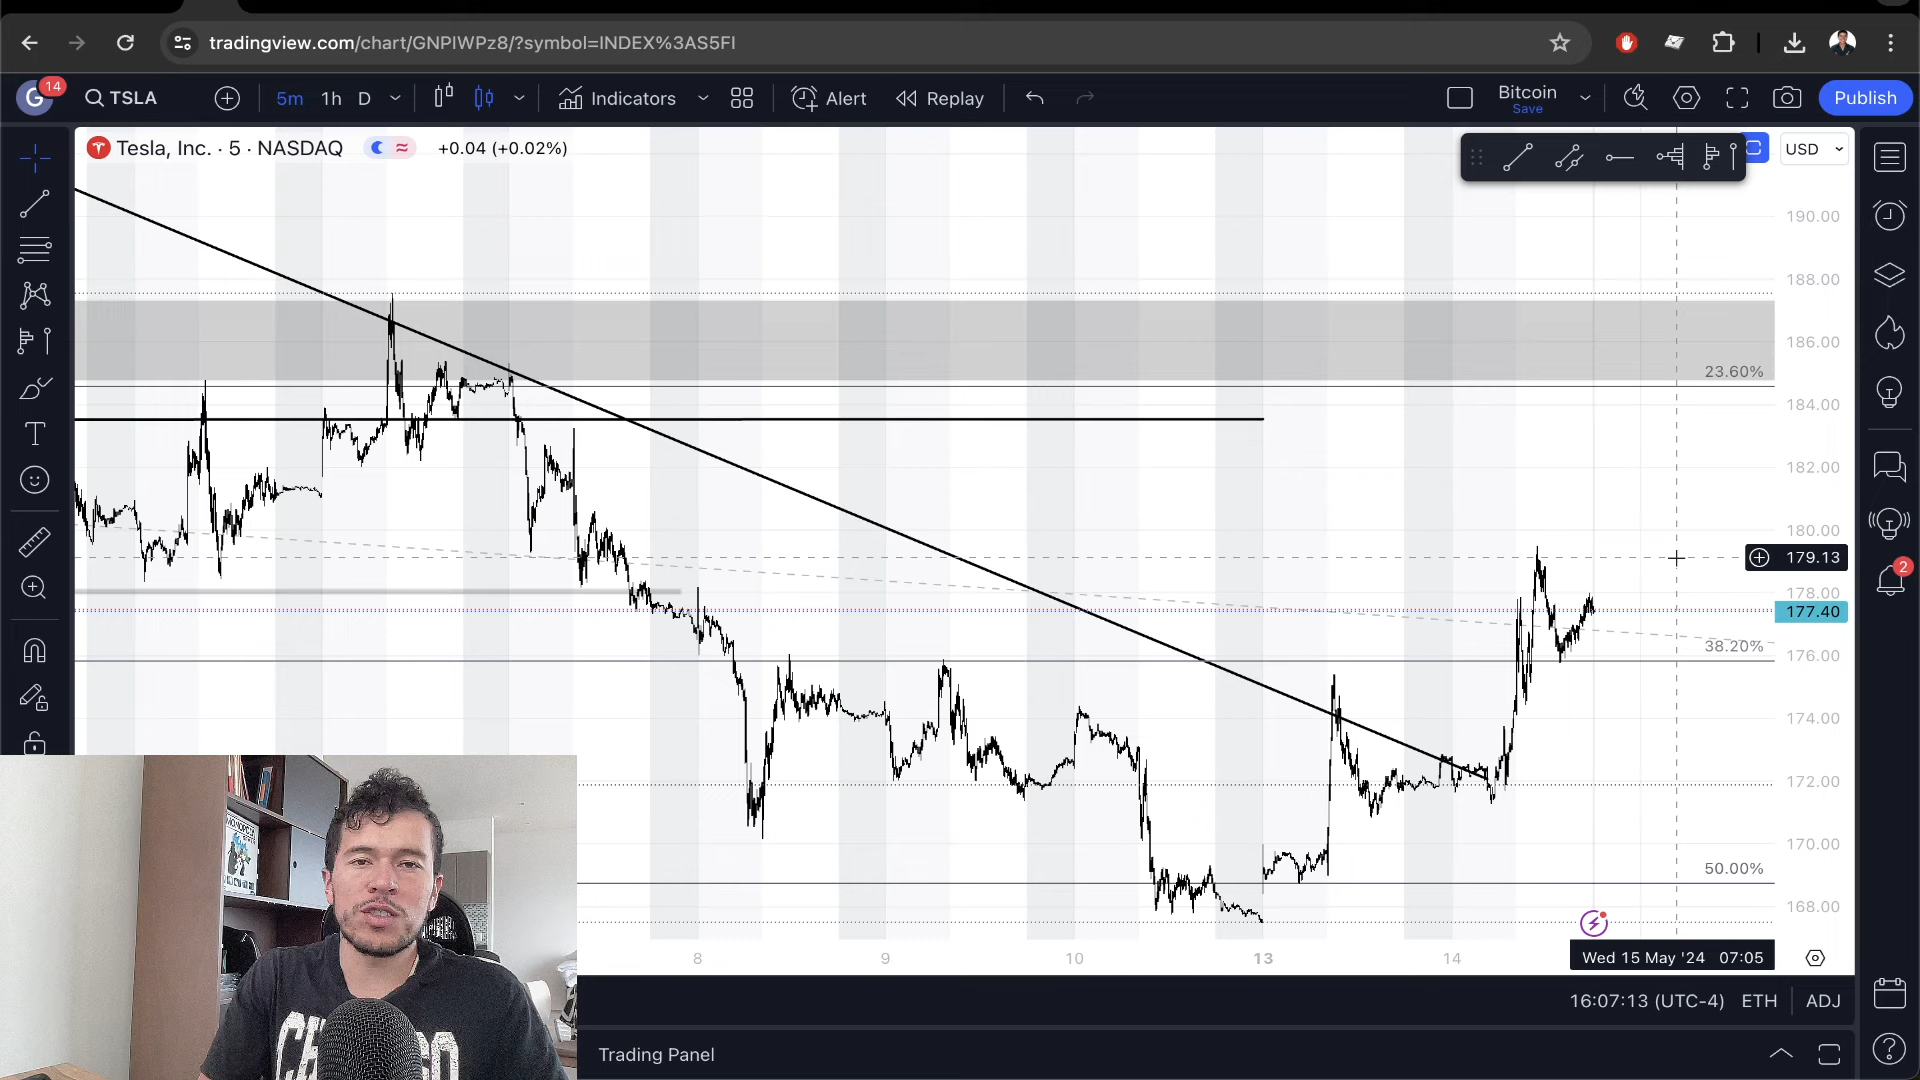 tradingview.com/chart/GNPIWPz8/?symbol=INDEX%3AS5FI
G
14
TSLA
5m
1h
D
Indicators
Alert
Replay
Bitcoin
Save
Publish
Tesla, Inc. · 5 · NASDAQ
+0.04 (+0.02%)
USD
190.00
188.00
186.00
23.60%
184.00
182.00
180.00
179.13
178.00
177.40
38.20%
176.00
174.00
172.00
170.00
50.00%
168.00
2
8
9
10
13
14
Wed 15 May '24 07:05
16:07:13 (UTC-4)
ETH
ADJ
Trading Panel
MONOPOLY